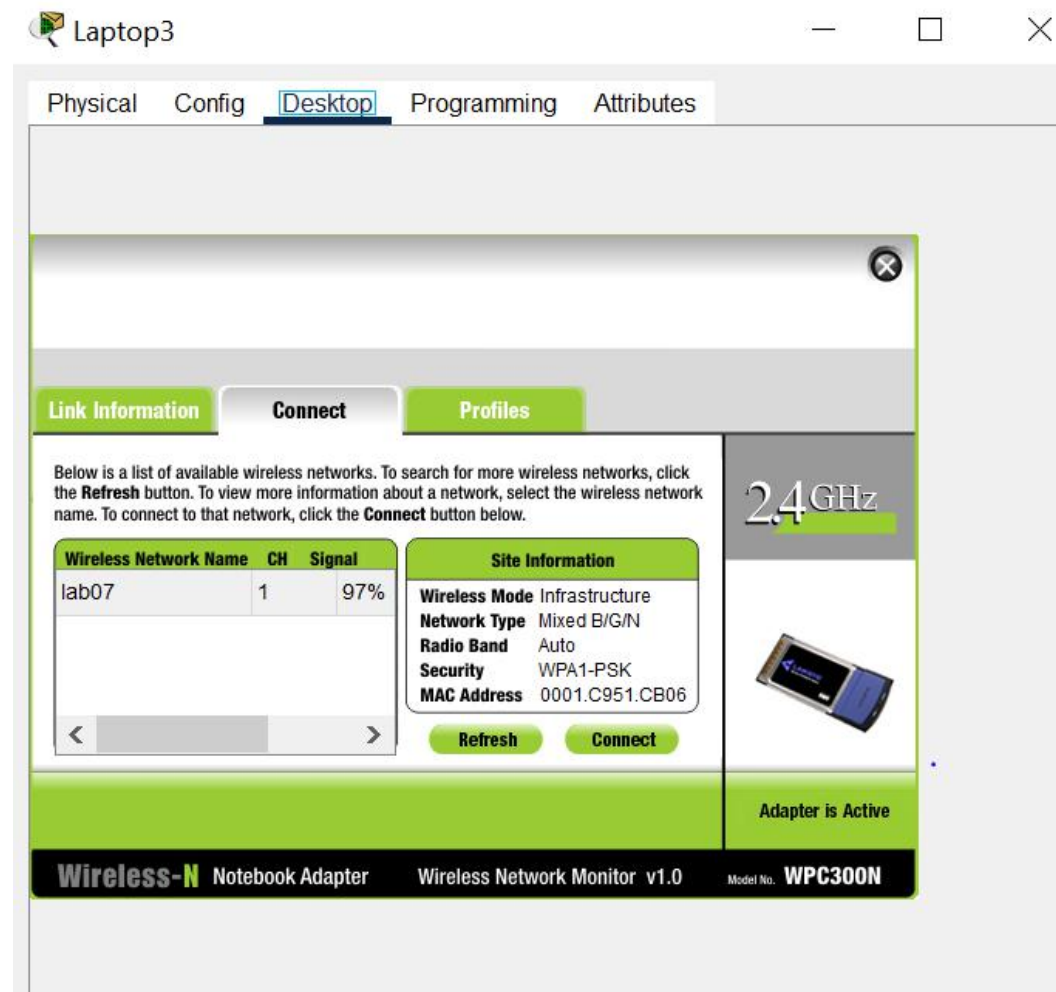 Laptop3
Physical Config Desktop Programming Attributes
Link Information Connect Profiles
Below is a list of available wireless networks. To search for more wireless networks, click
the Refresh button. To view more information about a network, select the wireless network
name. To connect to that network, click the Connect button below.
2.4GHz
Wireless Network Name CH Signal
lab07 1 97%
Site Information
Wireless Mode Infrastructure
Network Type Mixed B/G/N
Radio Band Auto
Security WPA1-PSK
MAC Address 0001.C951.CB06
Refresh Connect
Adapter is Active
Wireless-N Notebook Adapter Wireless Network Monitor v1.0 Model No. WPC300N